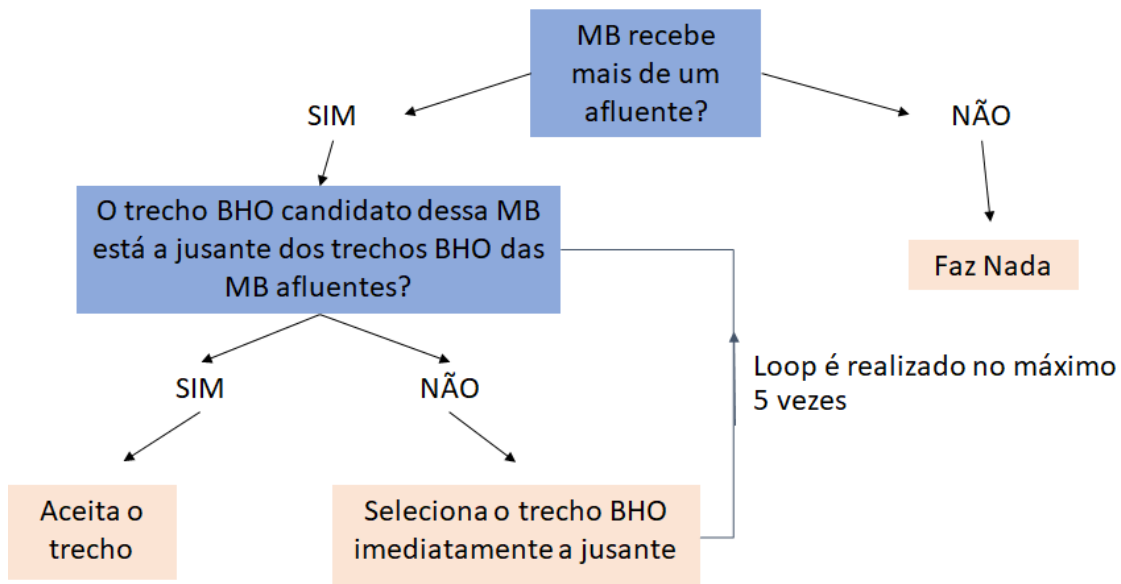 MB recebe
mais de um
afluente?
SIM
NÃO
O trecho BHO candidato dessa MB
está a jusante dos trechos BHO das
MB afluentes?
Faz Nada
SIM
NÃO
Loop é realizado no máximo
5 vezes
Aceita o
trecho
Seleciona o trecho BHO
imediatamente a jusante